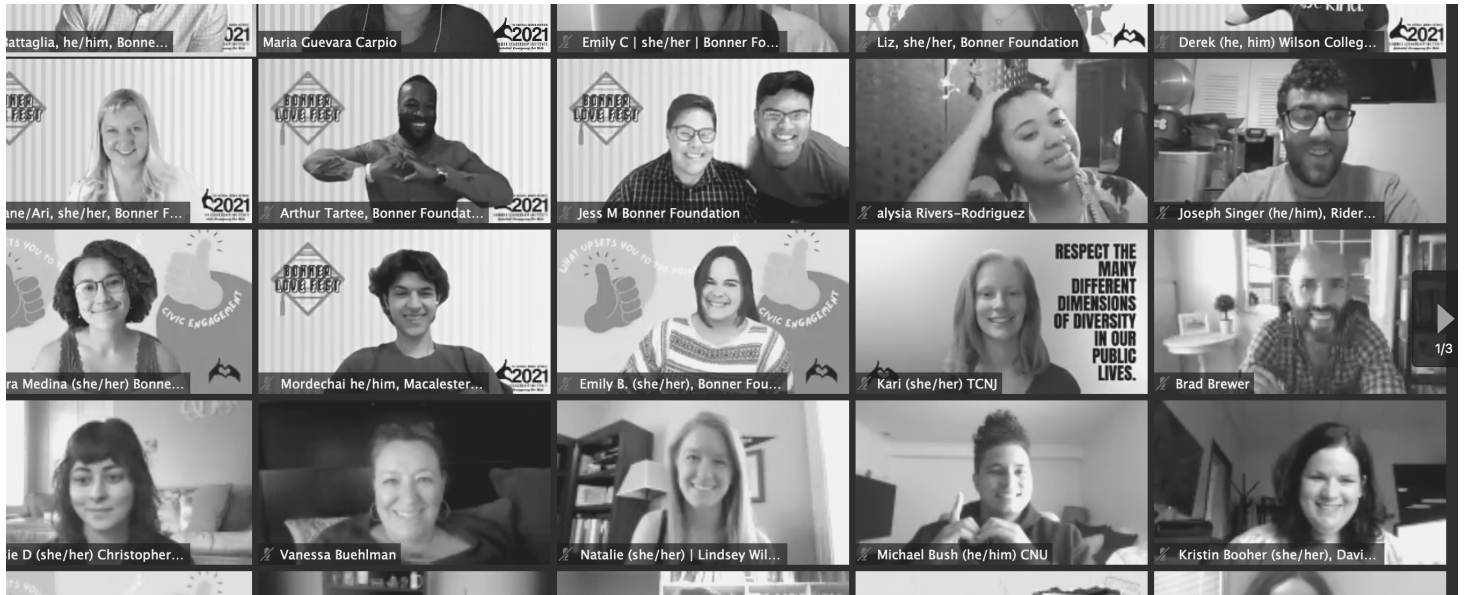 Battaglia, he/him, Bonne...
2021
Maria Guevara Carpio
2021
Emily C | she/her | Bonner Fo...
Liz, she/her, Bonner Foundation
Derek (he, him) Wilson Colleg...
2021
BONNER
LOVE FEST
ane/Ari, she/her, Bonner F...
2021
BONNER
LOVE FEST
Arthur Tartee, Bonner Foundat...
2021
BONNER
LOVE FEST
Jess M Bonner Foundation
alysia Rivers-Rodriguez
Joseph Singer (he/him), Rider...
CIVIC ENGAGEMENT
ra Medina (she/her) Bonne...
BONNER
LOVE FEST
Mordechai he/him, Macalester...
2021
WHAT UPSETS YOU TO THE
CIVIC ENGAGEMENT
Emily B. (she/her), Bonner Fou...
RESPECT THE
MANY
DIFFERENT
DIMENSIONS
OF DIVERSITY
IN OUR
PUBLIC
LIVES.
Kari (she/her) TCNJ
Brad Brewer
1/3
ie D (she/her) Christopher...
Vanessa Buehlman
Natalie (she/her) | Lindsey Wil...
Michael Bush (he/him) CNU
Kristin Booher (she/her), Davi...